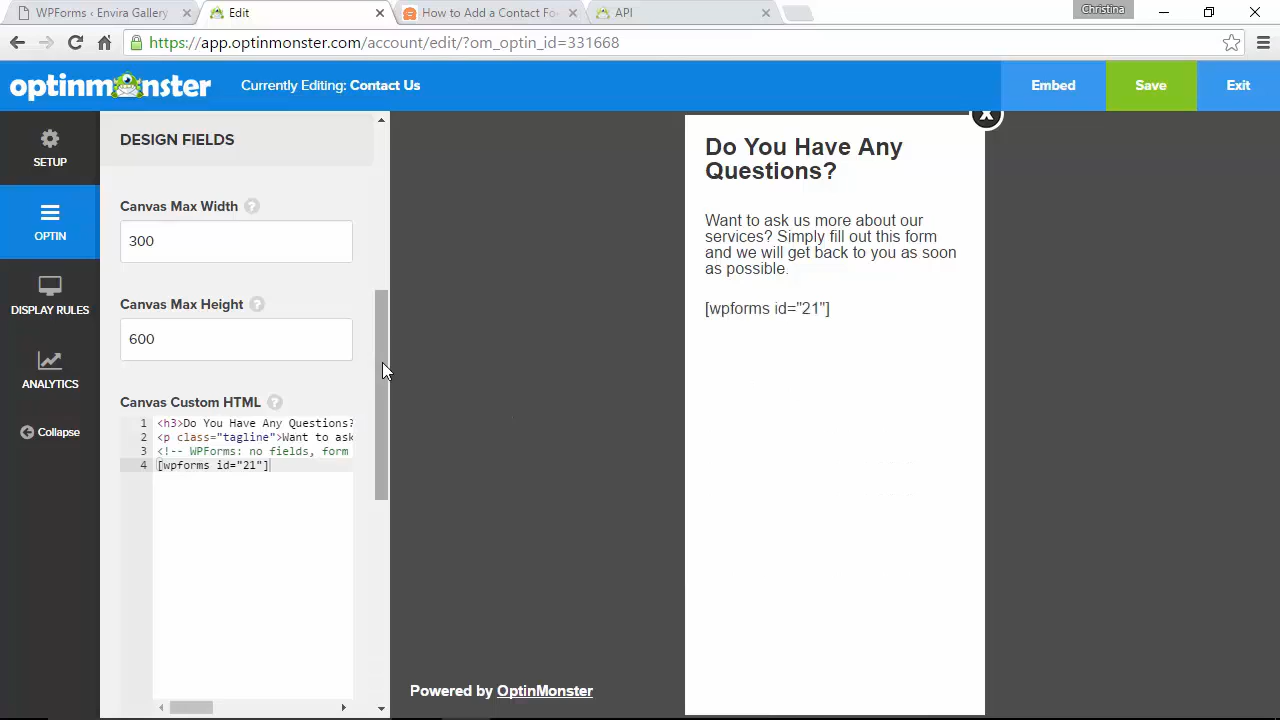 WPForms ‹ Envira Gallery
Edit
How to Add a Contact Fo
API
Christina
https://app.optinmonster.com/account/edit/?om_optin_id=331668
optinmonster
Currently Editing: Contact Us
Embed
Save
Exit
SETUP
OPTIN
DISPLAY RULES
ANALYTICS
Collapse
DESIGN FIELDS
Canvas Max Width ?
300
Canvas Max Height ?
600
Canvas Custom HTML ?
1 <h3>Do You Have Any Questions?
2 <p class="tagline">Want to ask
3 <!-- WPForms: no fields, form
4 [wpforms id="21"]
X
Do You Have Any
Questions?
Want to ask us more about our
services? Simply fill out this form
and we will get back to you as soon
as possible.
[wpforms id="21"]
Powered by OptinMonster